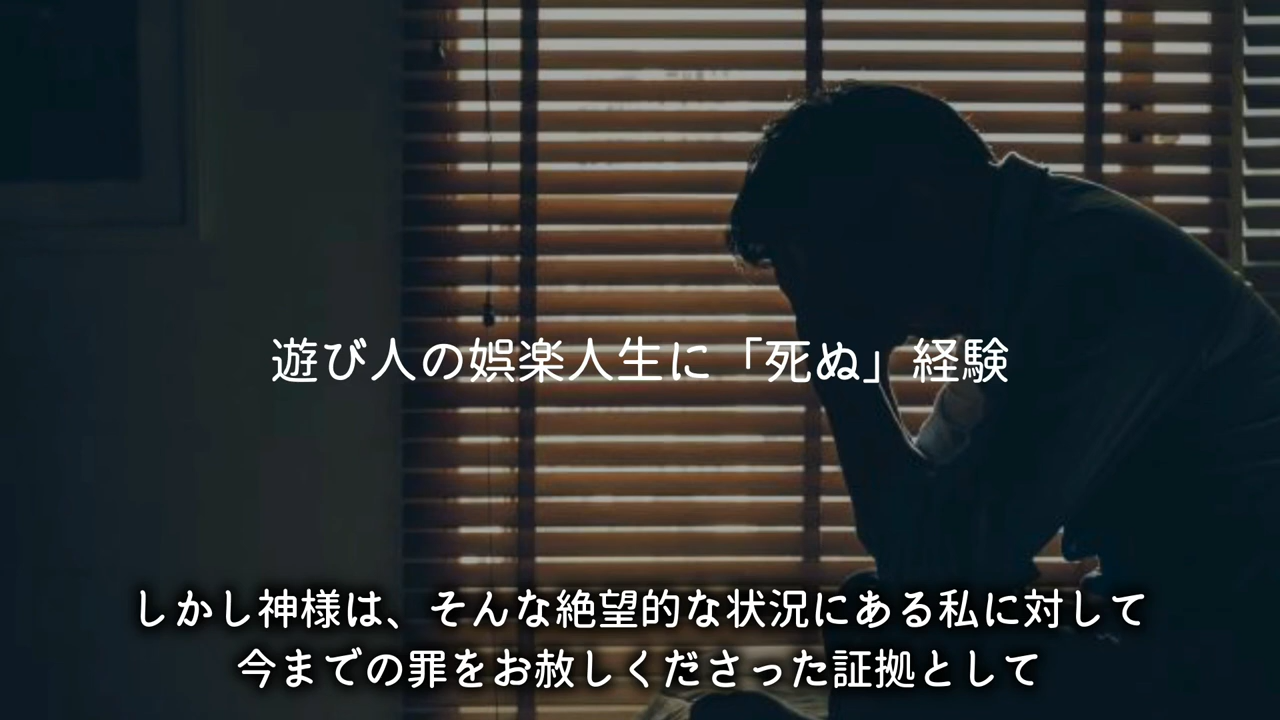 遊び人の娯楽人生に「死ぬ」経験
しかし神様は、そんな絶望的な状況にある私に対して
今までの罪をお赦しくださった証拠として